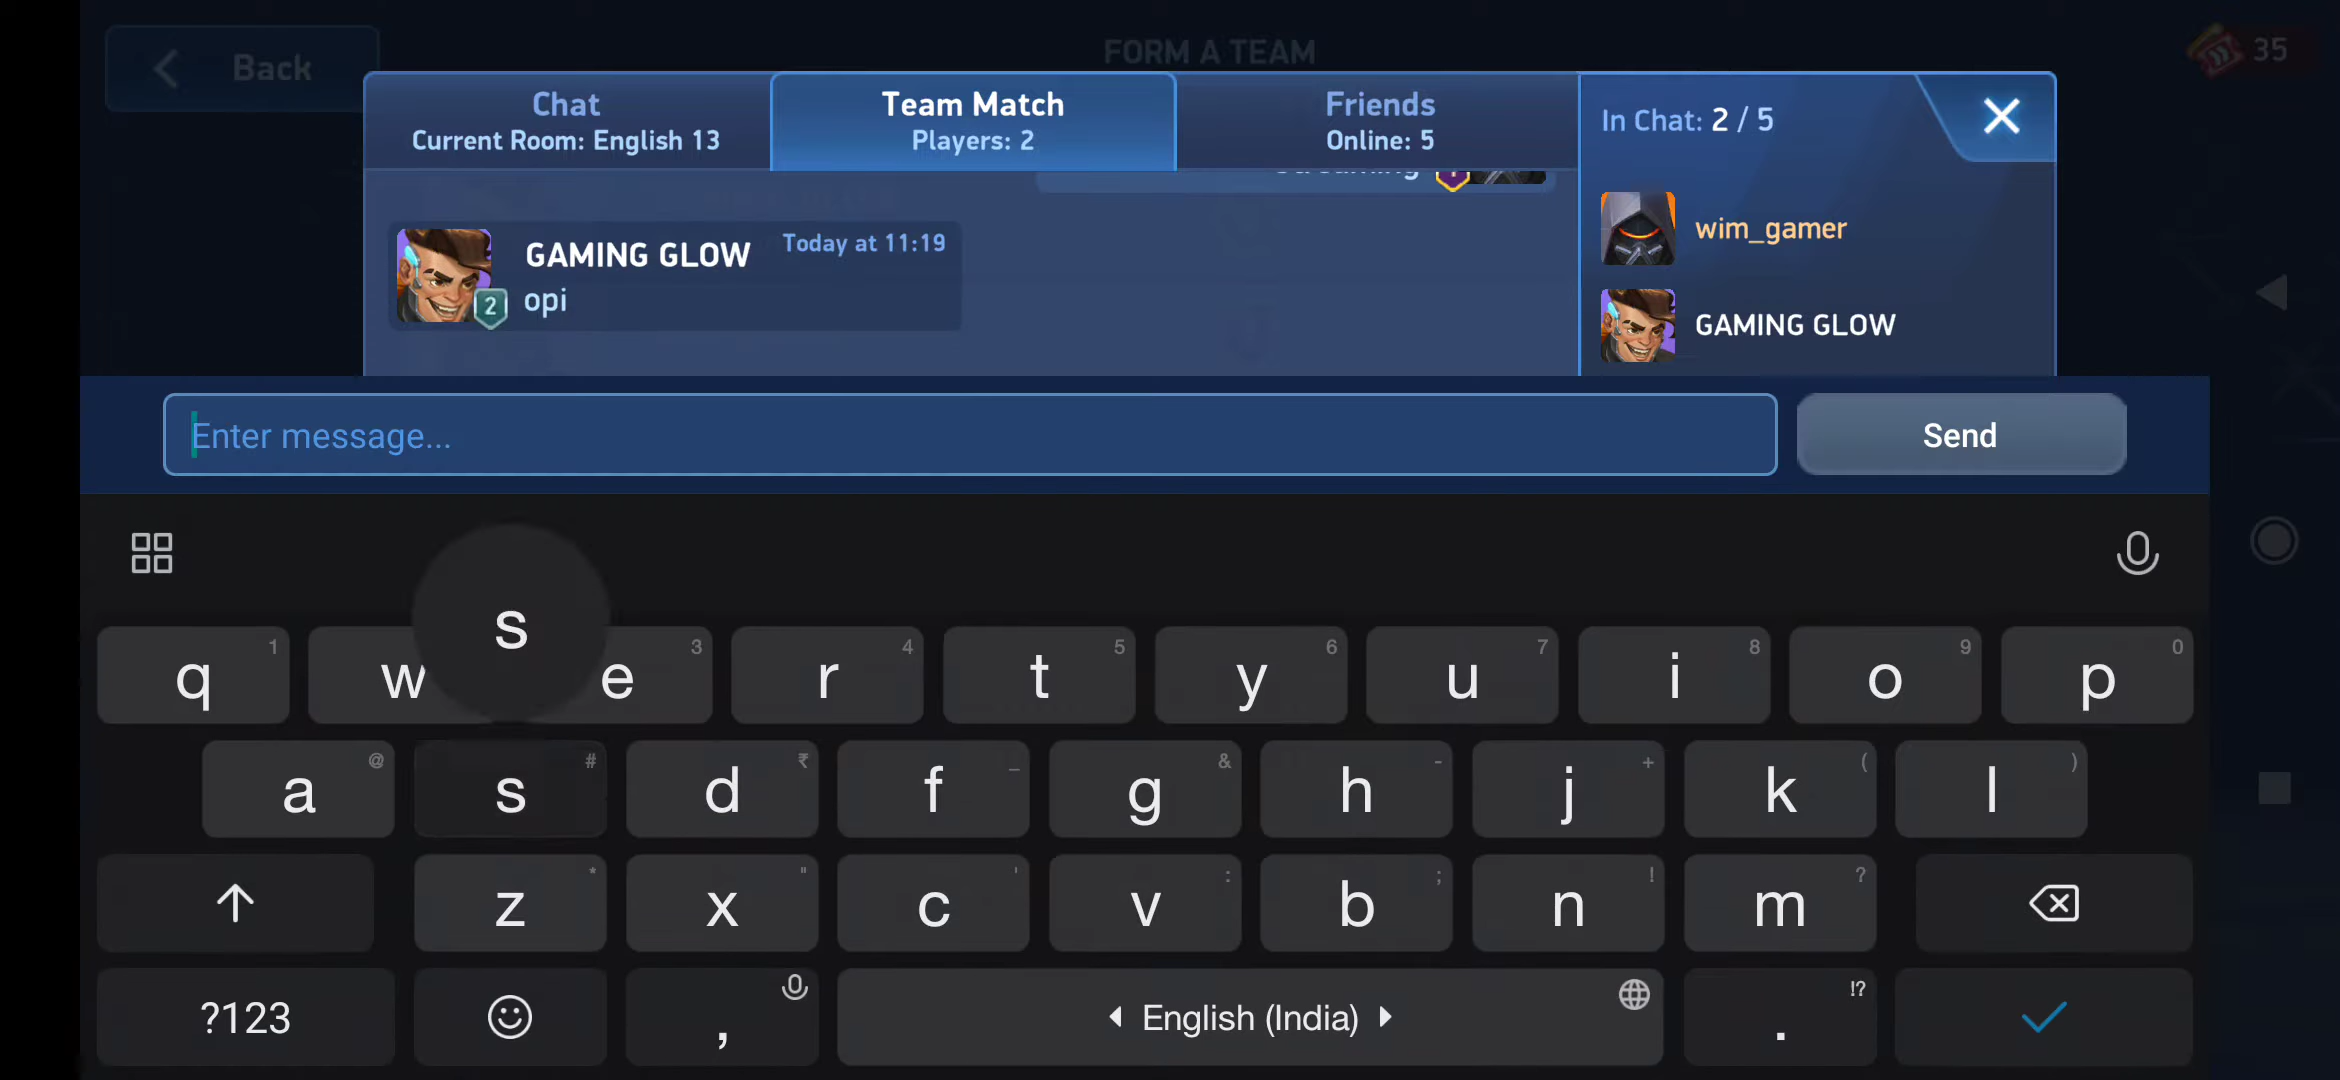 Back
FORM A TEAM
35
Chat
Current Room: English 13
Team Match
Players: 2
Friends
Online: 5
In Chat: 2 / 5
GAMING GLOW
Today at 11:19
2
opi
wim_gamer
GAMING GLOW
Enter message...
Send
s
q 1 w e 3 r 4 t 5 y 6 u 7 i 8 o 9 p 0
a @ s # d ₹ f _ g & h - j + k ( l )
z * x " c ' v : b ; n ! m ?
?123 , English (India) . !?